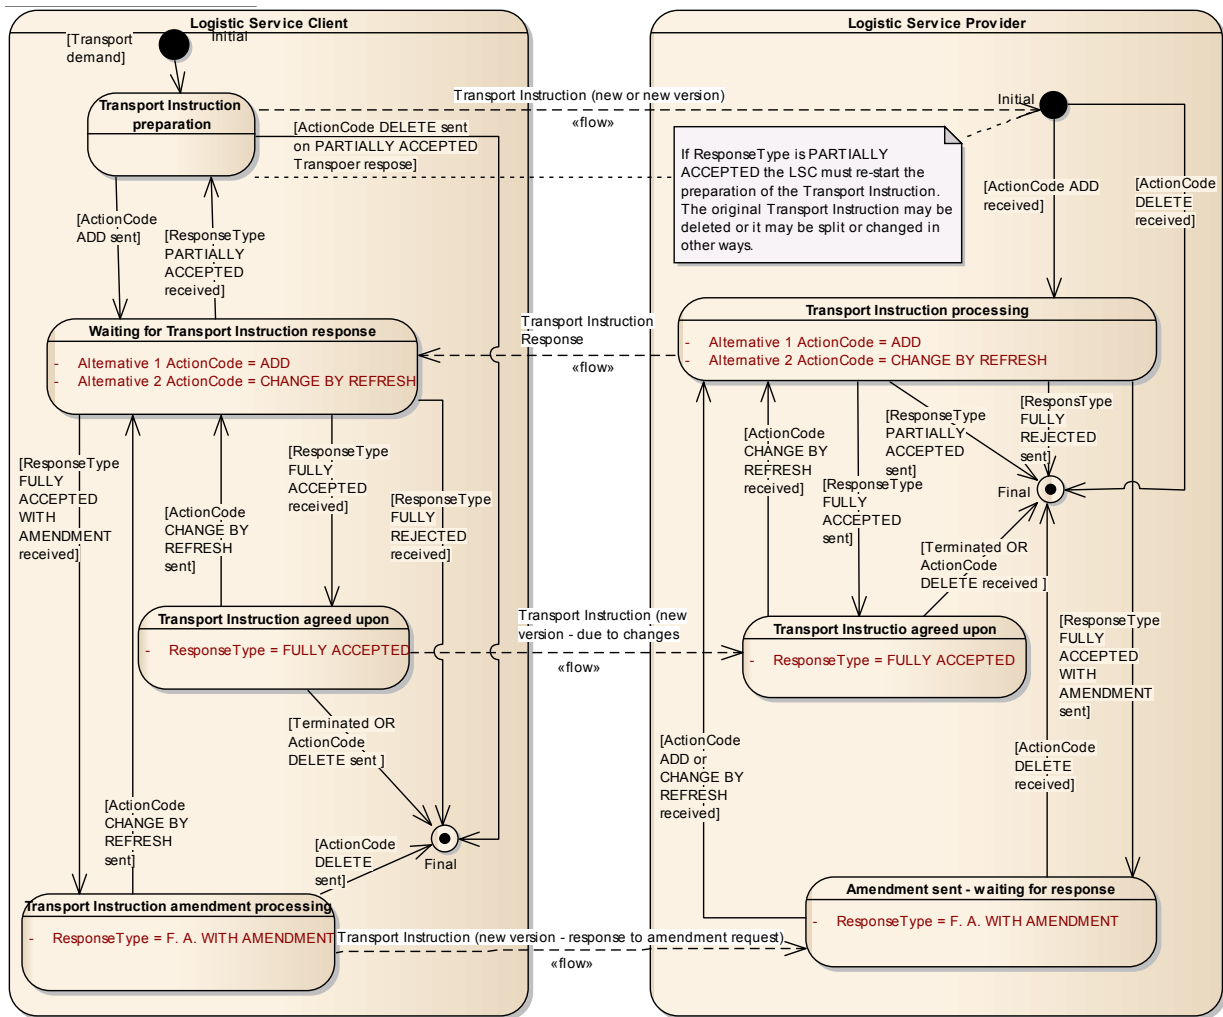 Logistic Service Client
Initial
[Transport
demand]
Transport Instruction
preparation
[ActionCode DELETE sent
on PARTIALLY ACCEPTED
Transpoer respose]
[ActionCode
ADD sent]
[ResponseType
PARTIALLY
ACCEPTED
received]
Waiting for Transport Instruction response
- Alternative 1 ActionCode = ADD
- Alternative 2 ActionCode = CHANGE BY REFRESH
[ResponseType
FULLY
ACCEPTED
WITH
AMENDMENT
received]
[ActionCode
CHANGE BY
REFRESH
sent]
[ResponseType
FULLY
ACCEPTED
received]
[ResponseType
FULLY
REJECTED
received]
Transport Instruction agreed upon
- ResponseType = FULLY ACCEPTED
[Terminated OR
ActionCode
DELETE sent ]
[ActionCode
CHANGE BY
REFRESH
sent]
[ActionCode
DELETE
sent]
Final
Transport Instruction amendment processing
- ResponseType = F. A. WITH AMENDMENT
Transport Instruction (new or new version)
«flow»
Transport Instruction
Response
«flow»
Transport Instruction (new
version - due to changes
«flow»
Transport Instruction (new version - response to amendment request)
«flow»
Logistic Service Provider
Initial
If ResponseType is PARTIALLY
ACCEPTED the LSC must re-start the
preparation of the Transport Instruction.
The original Transport Instruction may be
deleted or it may be split or changed in
other ways.
[ActionCode ADD
received]
[ActionCode
DELETE
received]
Transport Instruction processing
- Alternative 1 ActionCode = ADD
- Alternative 2 ActionCode = CHANGE BY REFRESH
[ActionCode
CHANGE BY
REFRESH
received]
[ResponseType
PARTIALLY
ACCEPTED
sent]
[ResponsType
FULLY
REJECTED
sent]
[ResponseType
FULLY
ACCEPTED
sent]
Final
[Terminated OR
ActionCode
DELETE received ]
Transport Instructio agreed upon
- ResponseType = FULLY ACCEPTED
[ResponseType
FULLY
ACCEPTED
WITH
AMENDMENT
sent]
[ActionCode
ADD or
CHANGE BY
REFRESH
received]
[ActionCode
DELETE
received]
Amendment sent - waiting for response
- ResponseType = F. A. WITH AMENDMENT